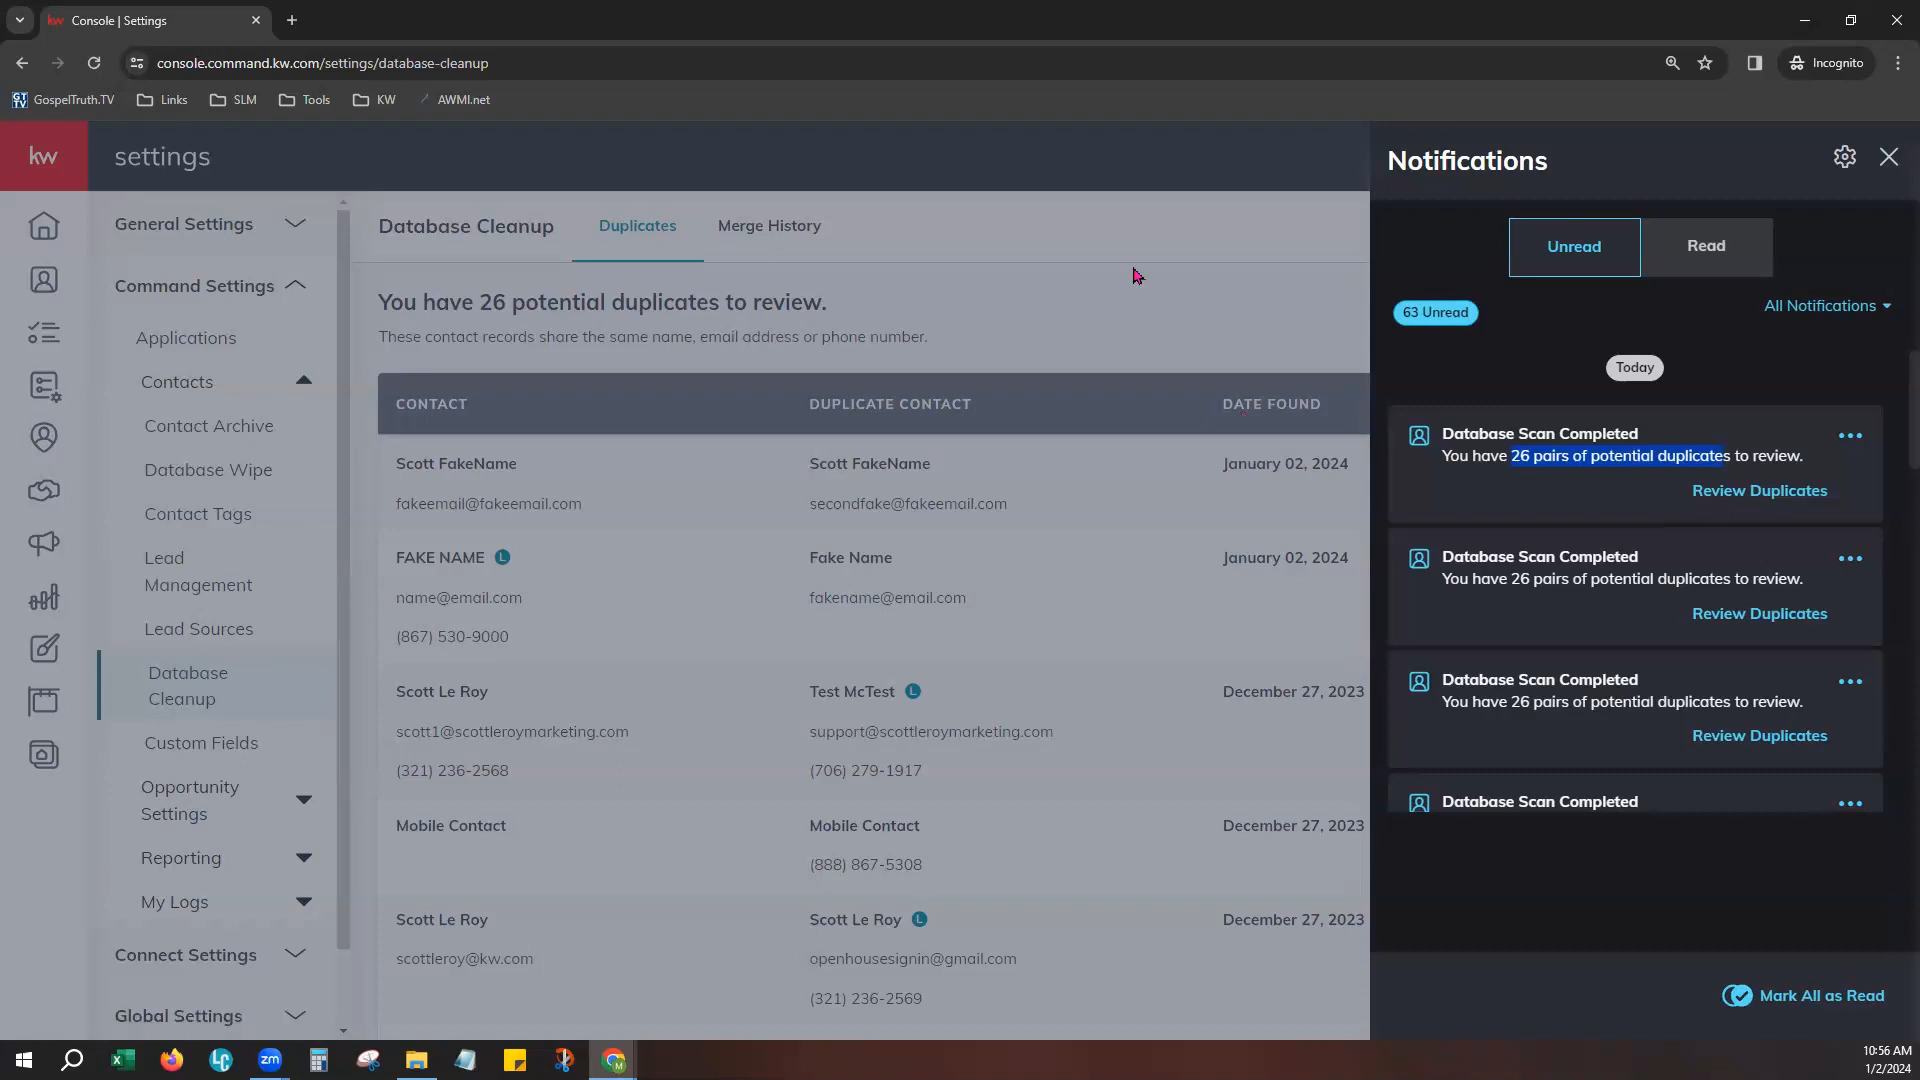 Console | Settings
console.command.kw.com/settings/database-cleanup
Incognito
GT TV GospelTruth.TV
Links
SLM
Tools
KW
AWMI.net
kw
settings
General Settings
Command Settings
Applications
Contacts
Contact Archive
Database Wipe
Contact Tags
Lead
Management
Lead Sources
Database
Cleanup
Custom Fields
Opportunity
Settings
Reporting
My Logs
Connect Settings
Global Settings
Database Cleanup
Duplicates
Merge History
You have 26 potential duplicates to review.
These contact records share the same name, email address or phone number.
CONTACT DUPLICATE CONTACT DATE FOUND
Scott FakeName Scott FakeName January 02, 2024
fakeemail@fakeemail.com secondfake@fakeemail.com
FAKE NAME L Fake Name January 02, 2024
name@email.com fakename@email.com
(867) 530-9000
Scott Le Roy Test McTest L December 27, 2023
scott1@scottleroymarketing.com support@scottleroymarketing.com
(321) 236-2568 (706) 279-1917
Mobile Contact Mobile Contact December 27, 2023
(888) 867-5308
Scott Le Roy Scott Le Roy L December 27, 2023
scottleroy@kw.com openhousesignin@gmail.com
(321) 236-2569
Notifications
Unread Read
63 Unread
All Notifications
Today
Database Scan Completed
You have 26 pairs of potential duplicates to review.
Review Duplicates
Database Scan Completed
You have 26 pairs of potential duplicates to review.
Review Duplicates
Database Scan Completed
You have 26 pairs of potential duplicates to review.
Review Duplicates
Database Scan Completed
Mark All as Read
LC
zm
M
10:56 AM
1/2/2024